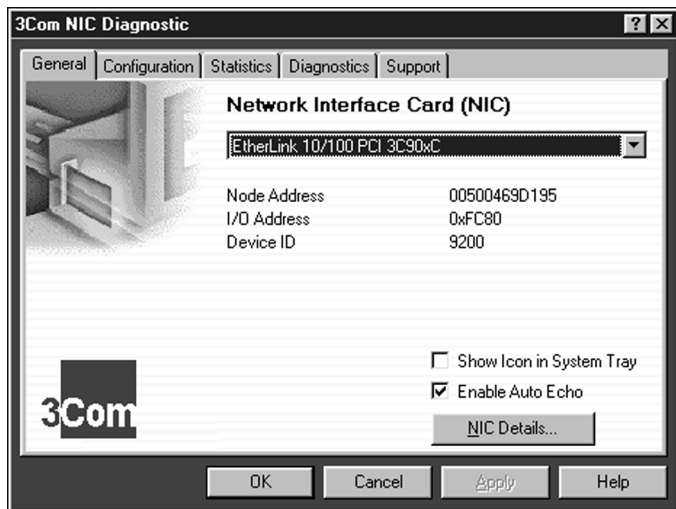 3Com NIC Diagnostic
General Configuration Statistics Diagnostics Support
Network Interface Card (NIC)
EtherLink 10/100 PCI 3C90xC
Node Address 00500469D195
I/O Address 0xFC80
Device ID 9200
Show Icon in System Tray
Enable Auto Echo
3Com
NIC Details...
OK Cancel Apply Help